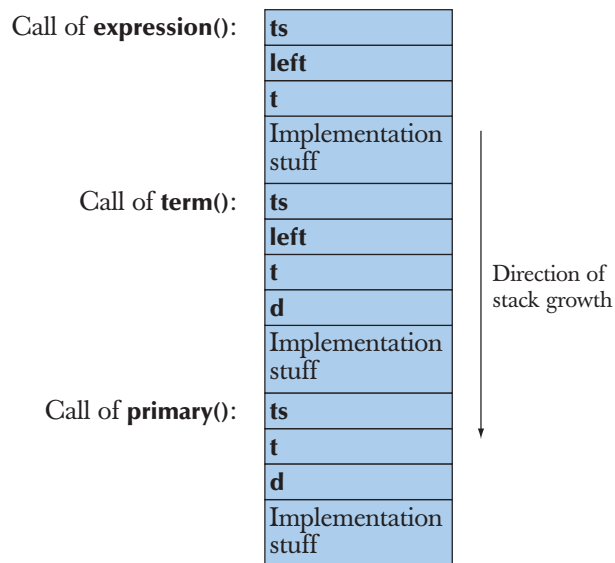 Call of expression():
ts
left
t
Implementation
stuff
Call of term():
ts
left
t
d
Implementation
stuff
Direction of
stack growth
Call of primary():
ts
t
d
Implementation
stuff